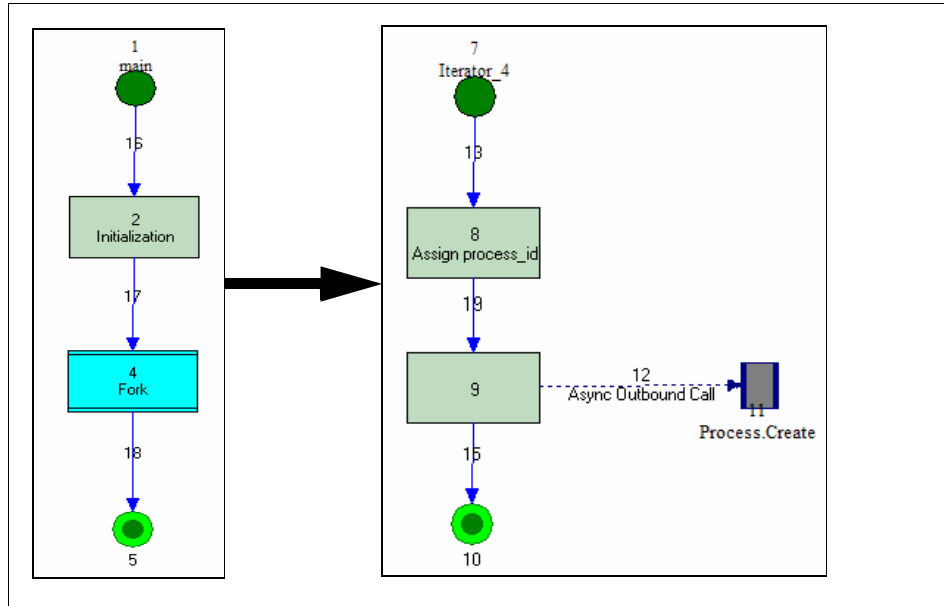 1
main
16
2
Initialization
17
4
Fork
18
5
7
Iterator_4
13
8
Assign process_id
19
9
12
Async Outbound Call
11
Process.Create
15
10